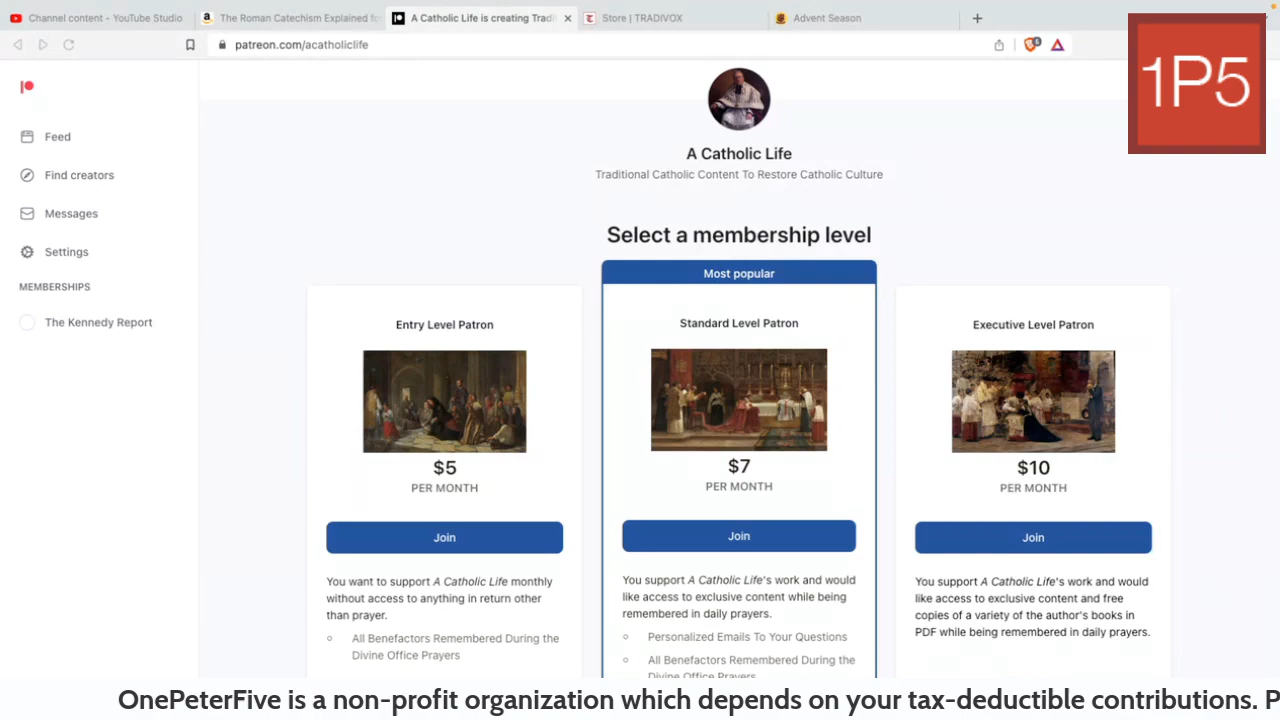 Channel content - YouTube Studio
The Roman Catechism Explained fo
A Catholic Life is creating Tradi
Store | TRADIVOX
Advent Season
patreon.com/acatholiclife
6
1P5
Feed
Find creators
Messages
Settings
MEMBERSHIPS
The Kennedy Report
A Catholic Life
Traditional Catholic Content To Restore Catholic Culture
Select a membership level
Most popular
Entry Level Patron
$5
PER MONTH
Join
You want to support A Catholic Life monthly
without access to anything in return other
than prayer.
All Benefactors Remembered During the
Divine Office Prayers
Standard Level Patron
$7
PER MONTH
Join
You support A Catholic Life's work and would
like access to exclusive content while being
remembered in daily prayers.
Personalized Emails To Your Questions
All Benefactors Remembered During the
Divine Office Prayers
Executive Level Patron
$10
PER MONTH
Join
You support A Catholic Life's work and would
like access to exclusive content and free
copies of a variety of the author's books in
PDF while being remembered in daily prayers.
OnePeterFive is a non-profit organization which depends on your tax-deductible contributions. P